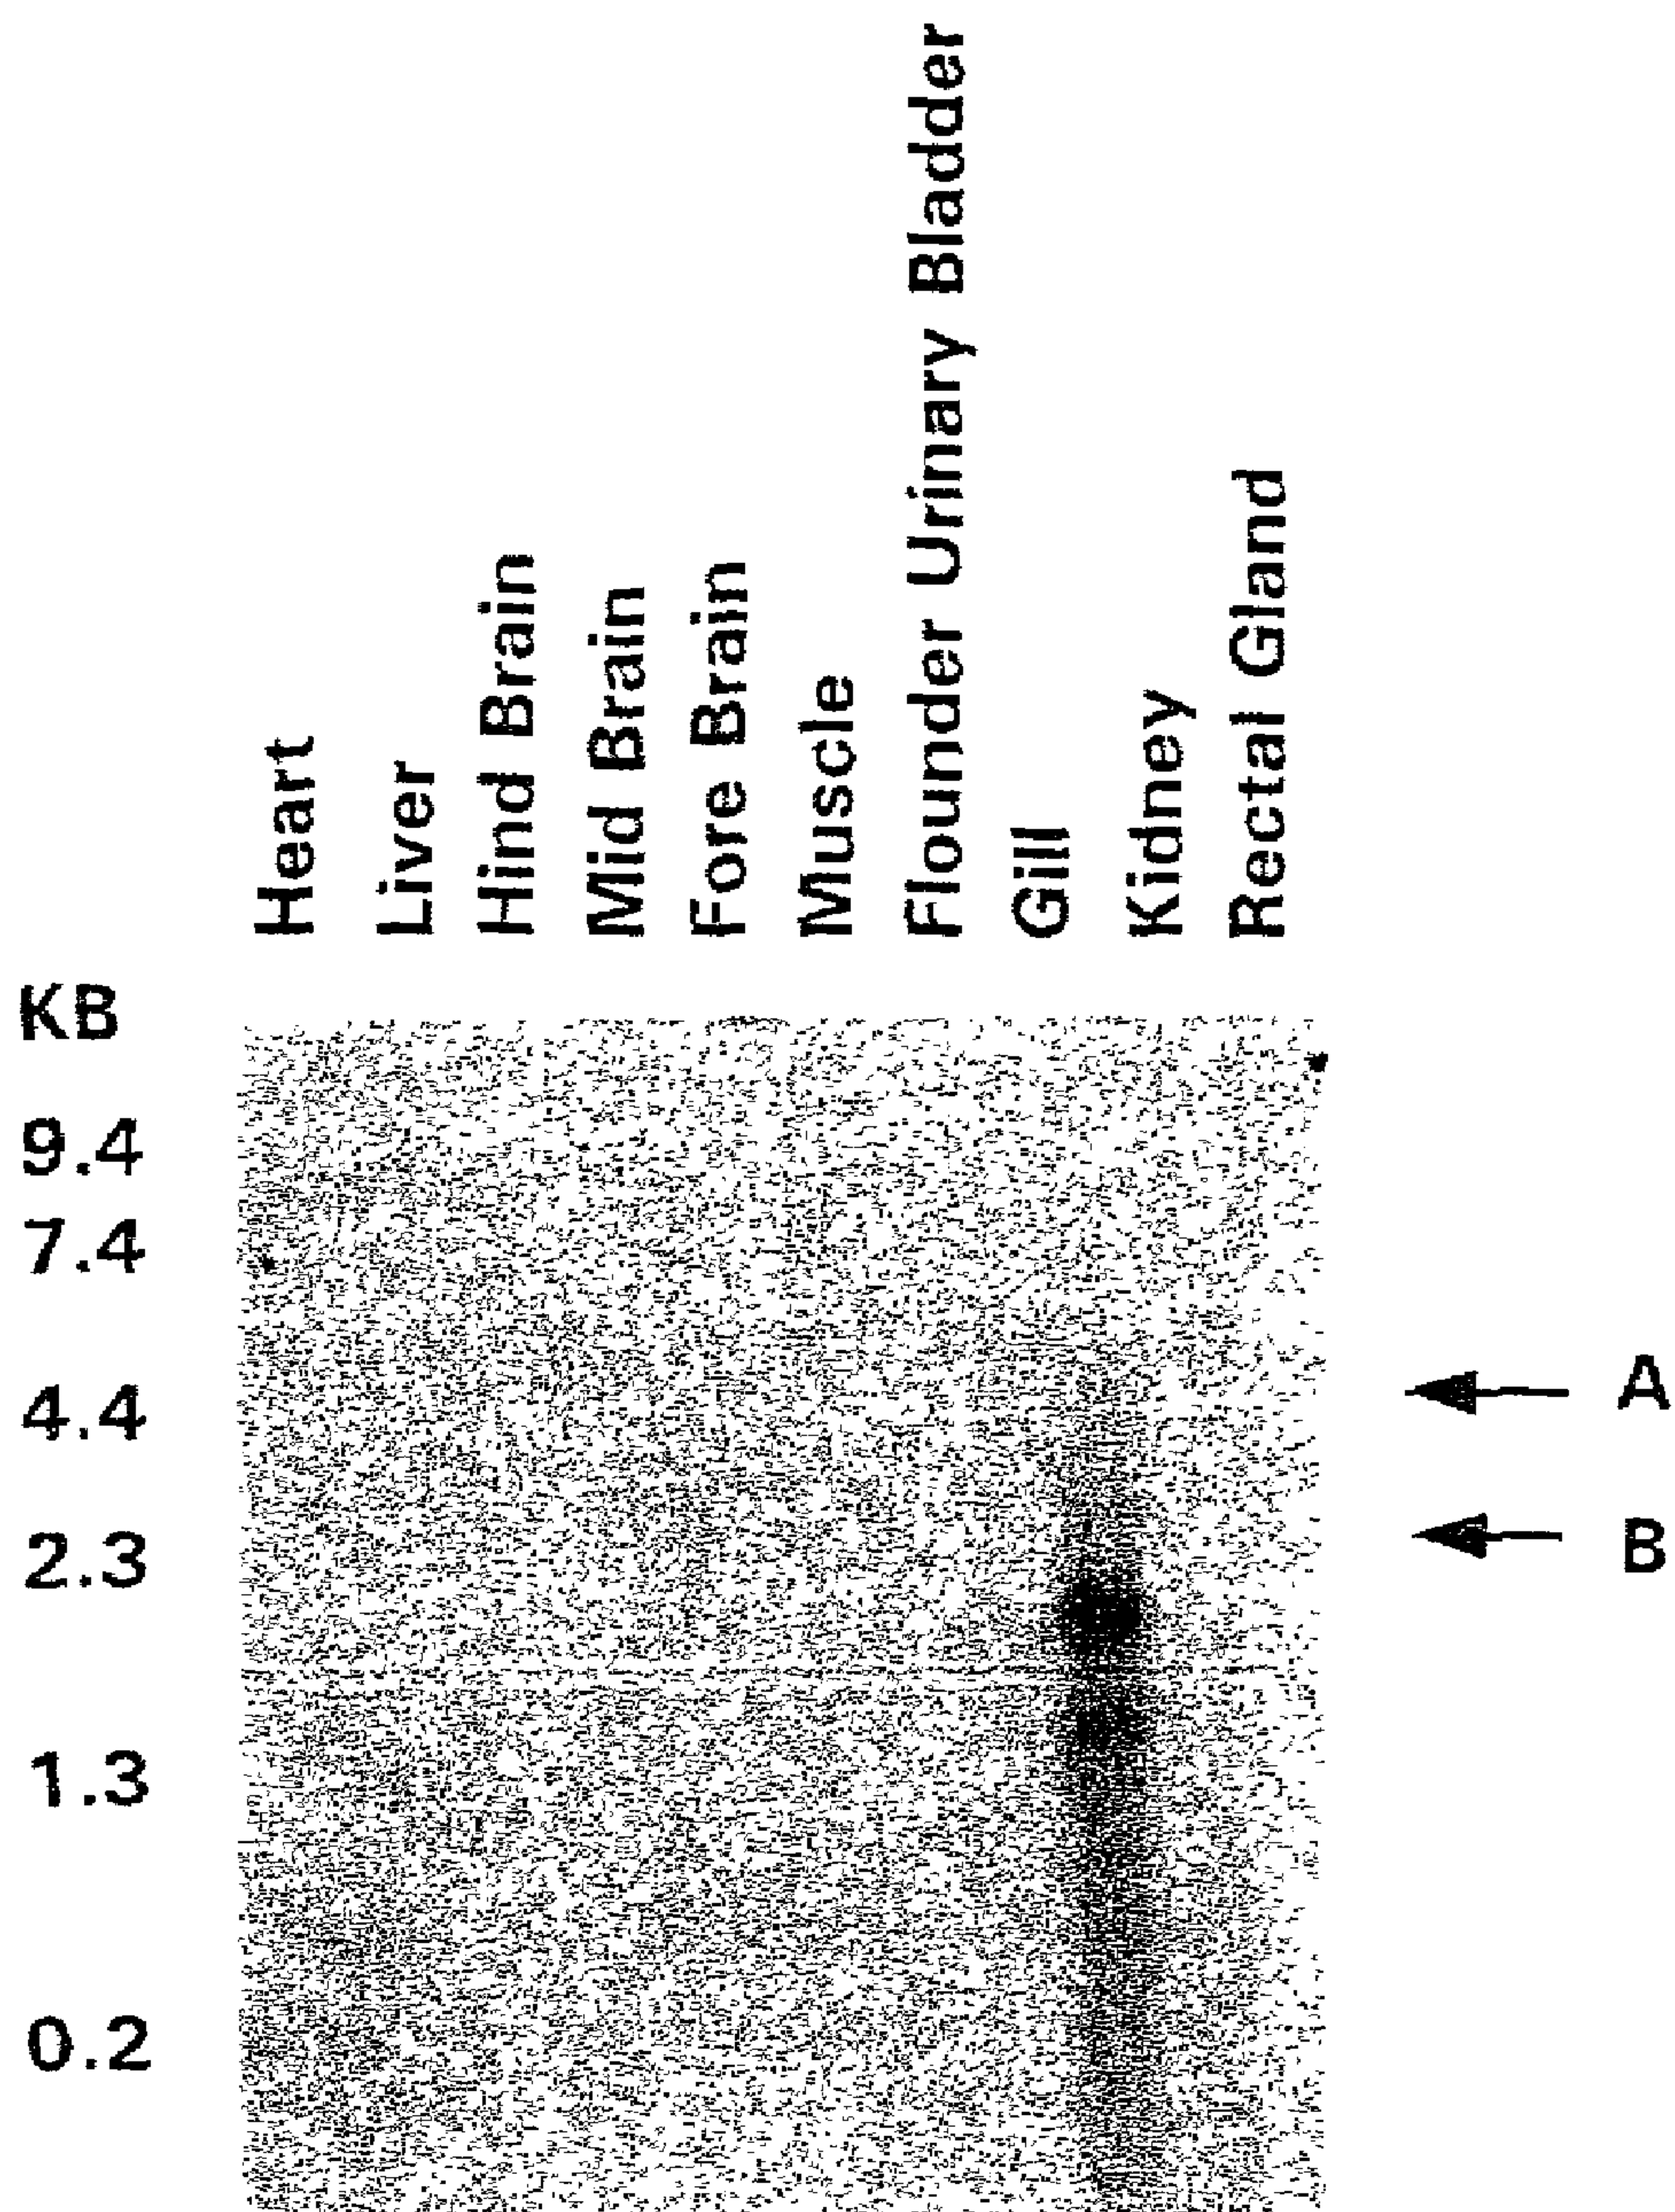 Heart
Liver
Hind Brain
Mid Brain
Fore Brain
Muscle
Flounder Urinary Bladder
Gill
Kidney
Rectal Gland
KB
9.4
7.4
4.4
2.3
1.3
0.2
A
B